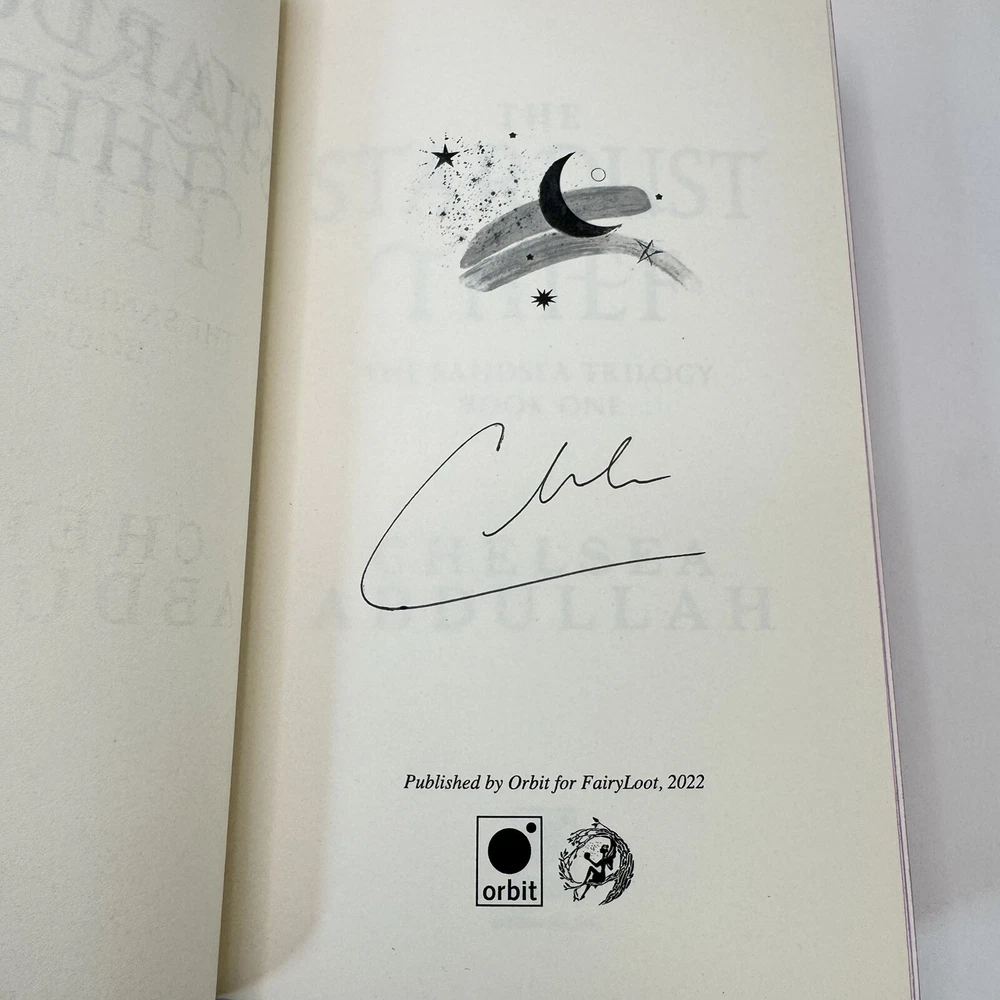 THE
STARDUST
THIEF
THE SANDSEA TRILOGY
BOOK ONE
CHELSEA
ABDULLAH
Published by Orbit for FairyLoot, 2022
orbit